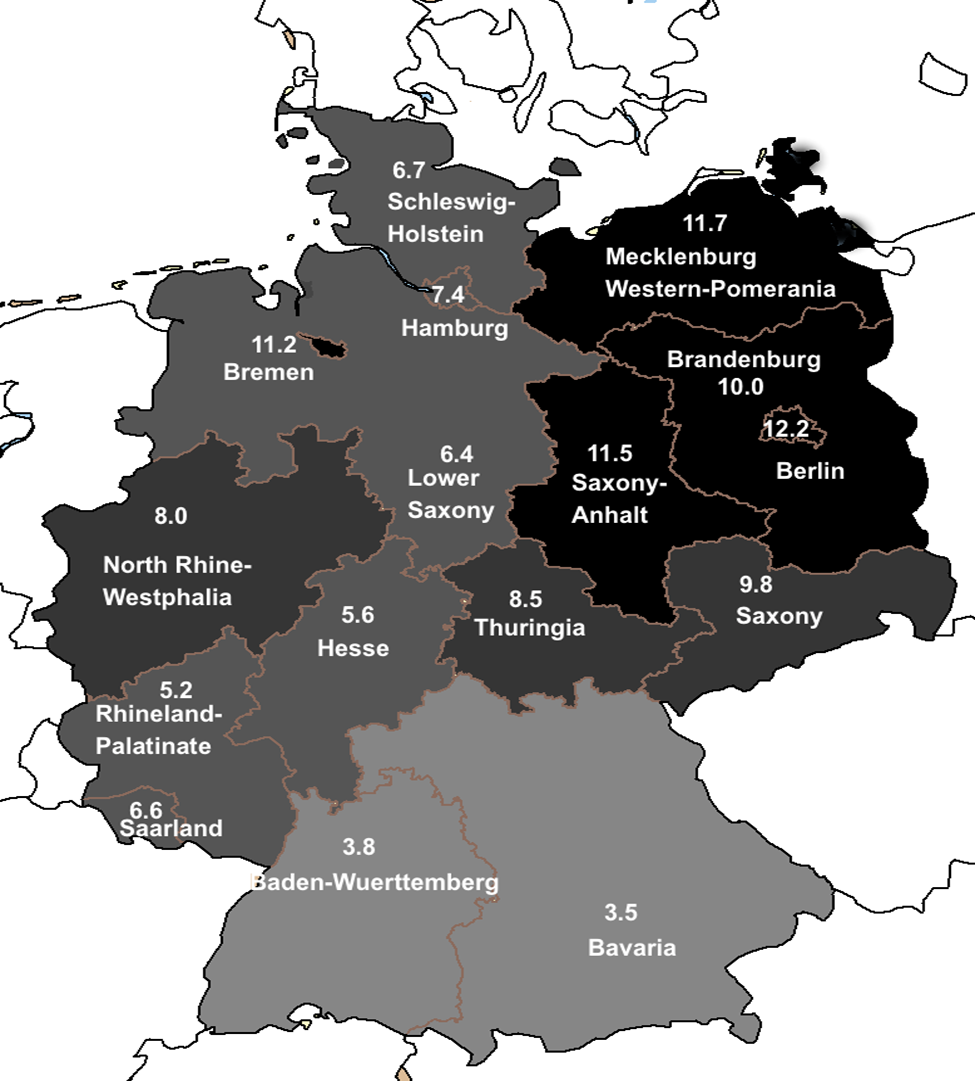 6.7
Schleswig-
Holstein
11.7
Mecklenburg
Western-Pomerania
7.4
Hamburg
11.2
Bremen
Brandenburg
10.0
12.2
Berlin
6.4
Lower
Saxony
11.5
Saxony-
Anhalt
8.0
North Rhine-
Westphalia
9.8
Saxony
8.5
Thuringia
5.6
Hesse
5.2
Rhineland-
Palatinate
6.6
Saarland
3.8
Baden-Wuerttemberg
3.5
Bavaria